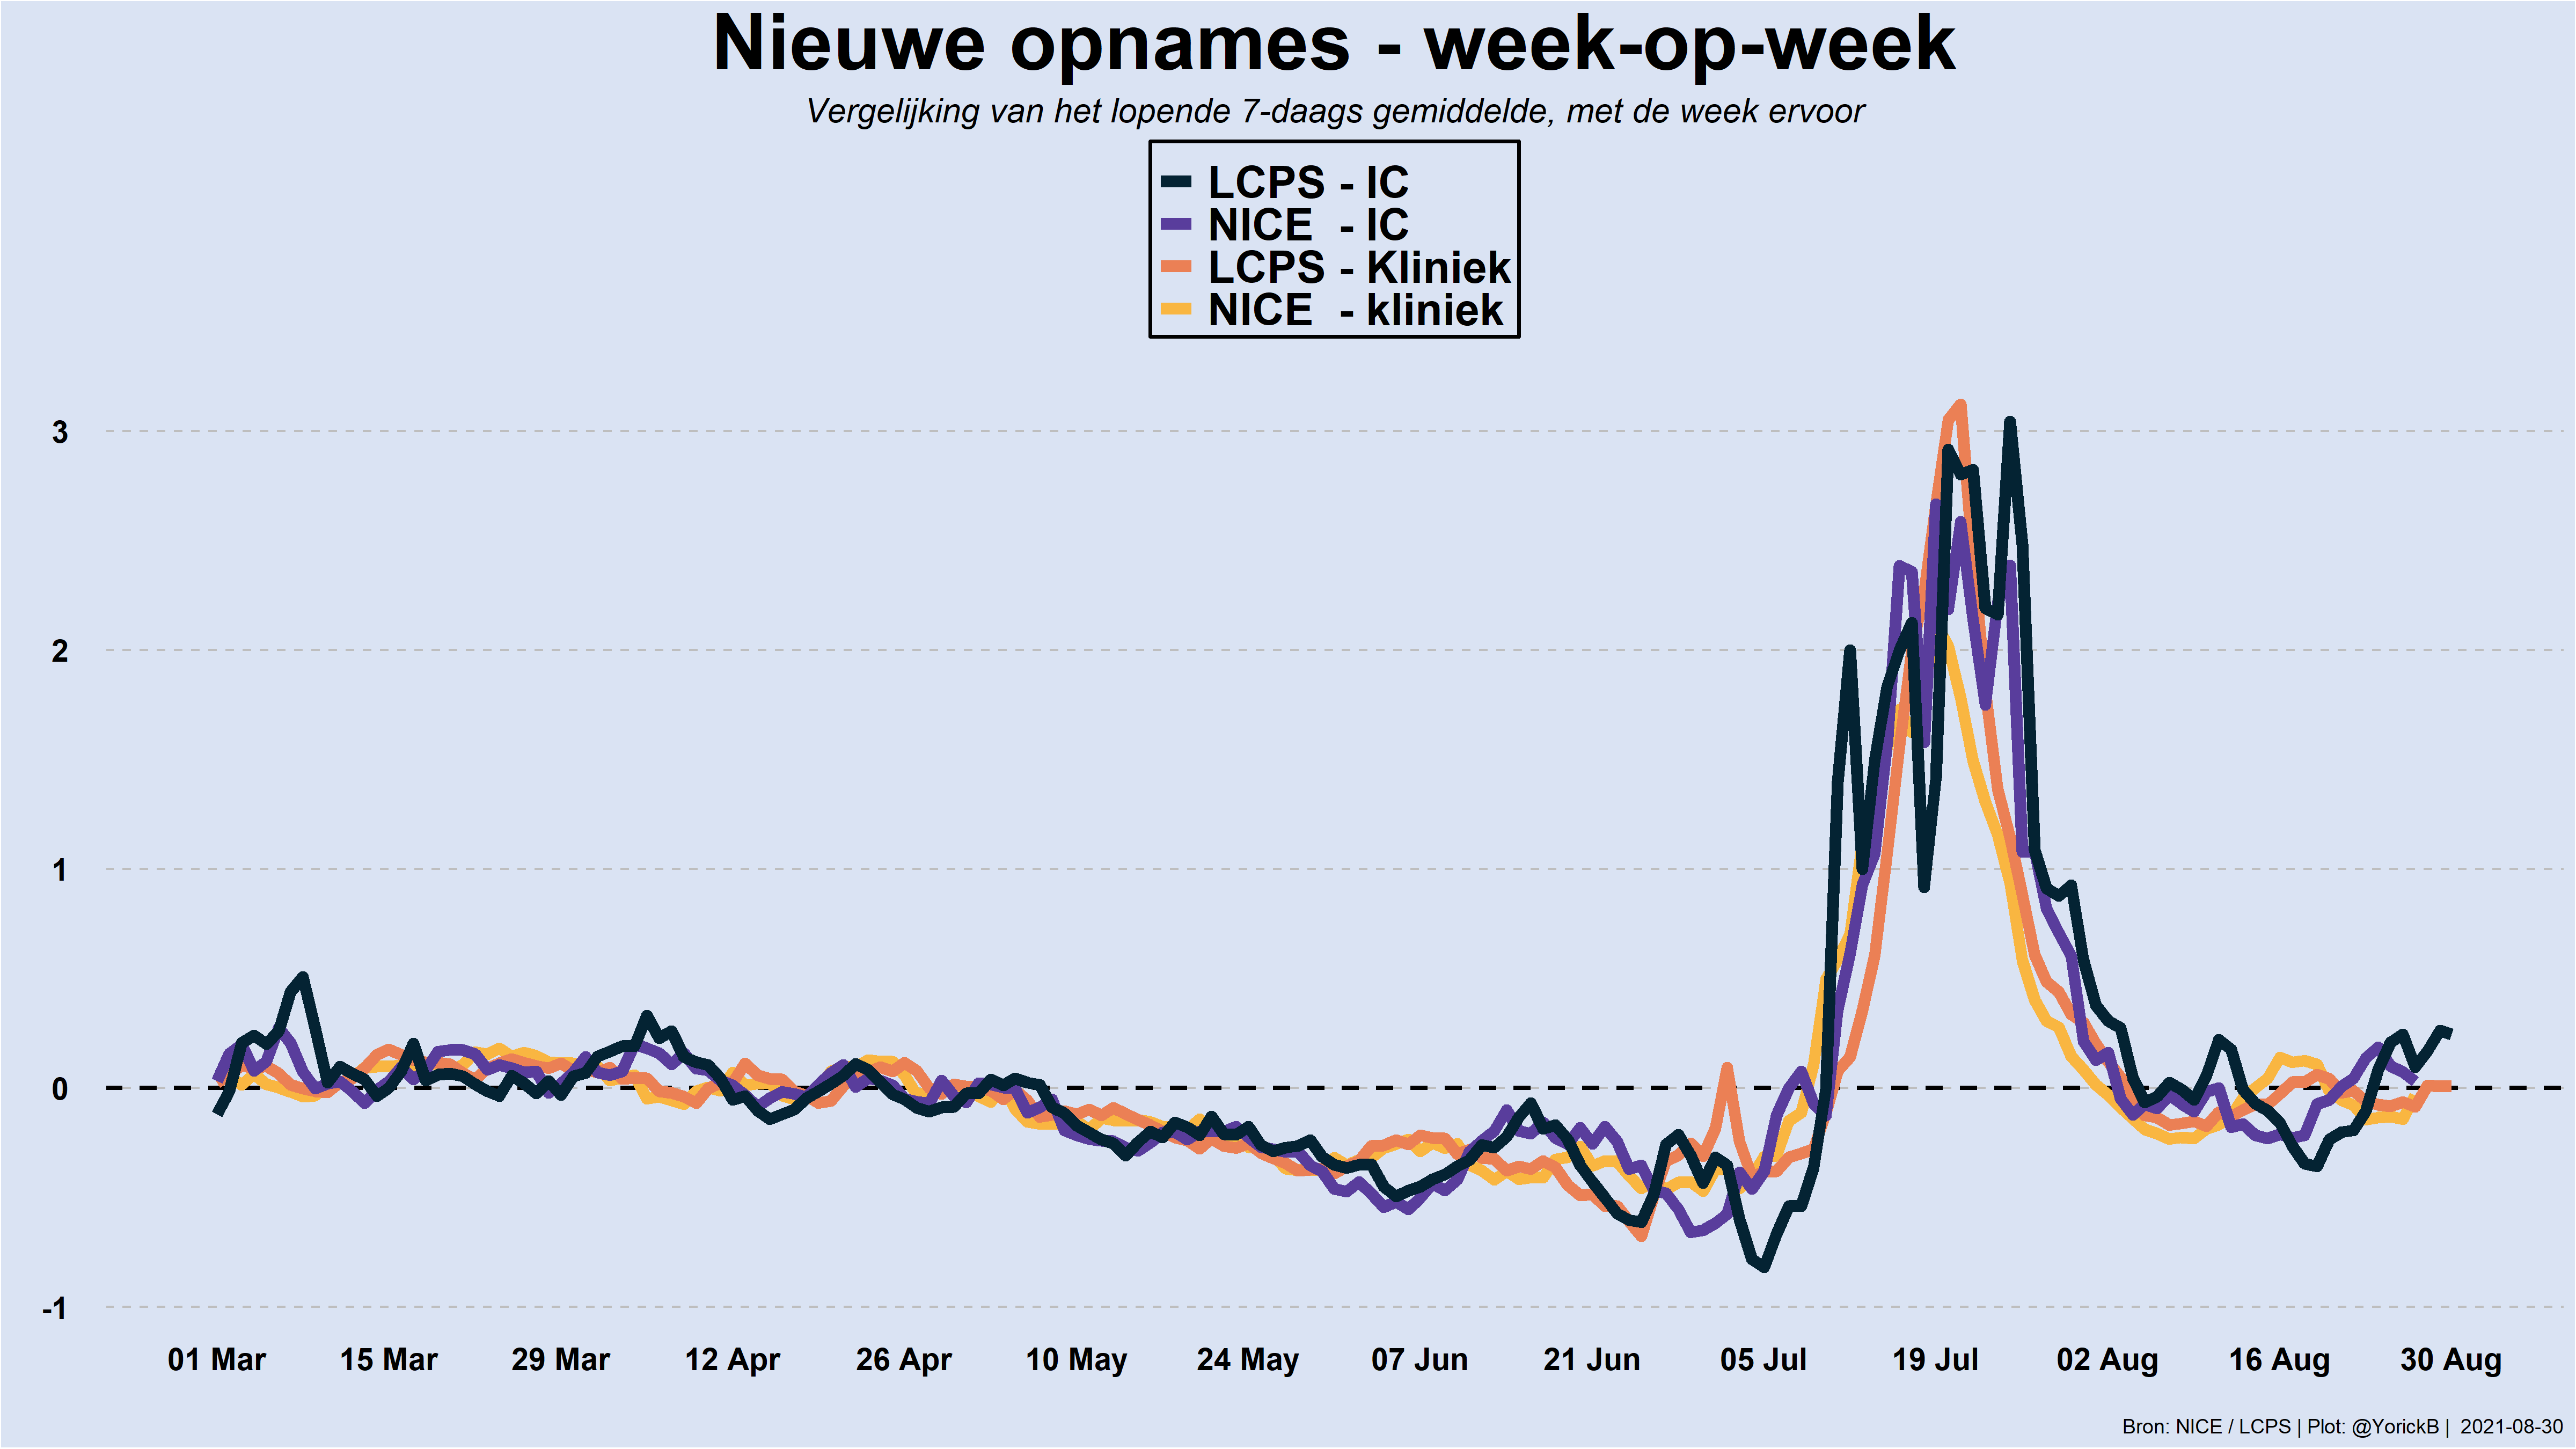 Nieuwe opnames - week-op-week
Vergelijking van het lopende 7-daags gemiddelde, met de week ervoor
LCPS - IC
NICE - IC
LCPS - Kliniek
NICE - kliniek
3
2
1
0
-1
01 Mar 15 Mar 29 Mar 12 Apr 26 Apr 10 May 24 May 07 Jun 21 Jun 05 Jul 19 Jul 02 Aug 16 Aug 30 Aug
Bron: NICE / LCPS | Plot: @YorickB | 2021-08-30